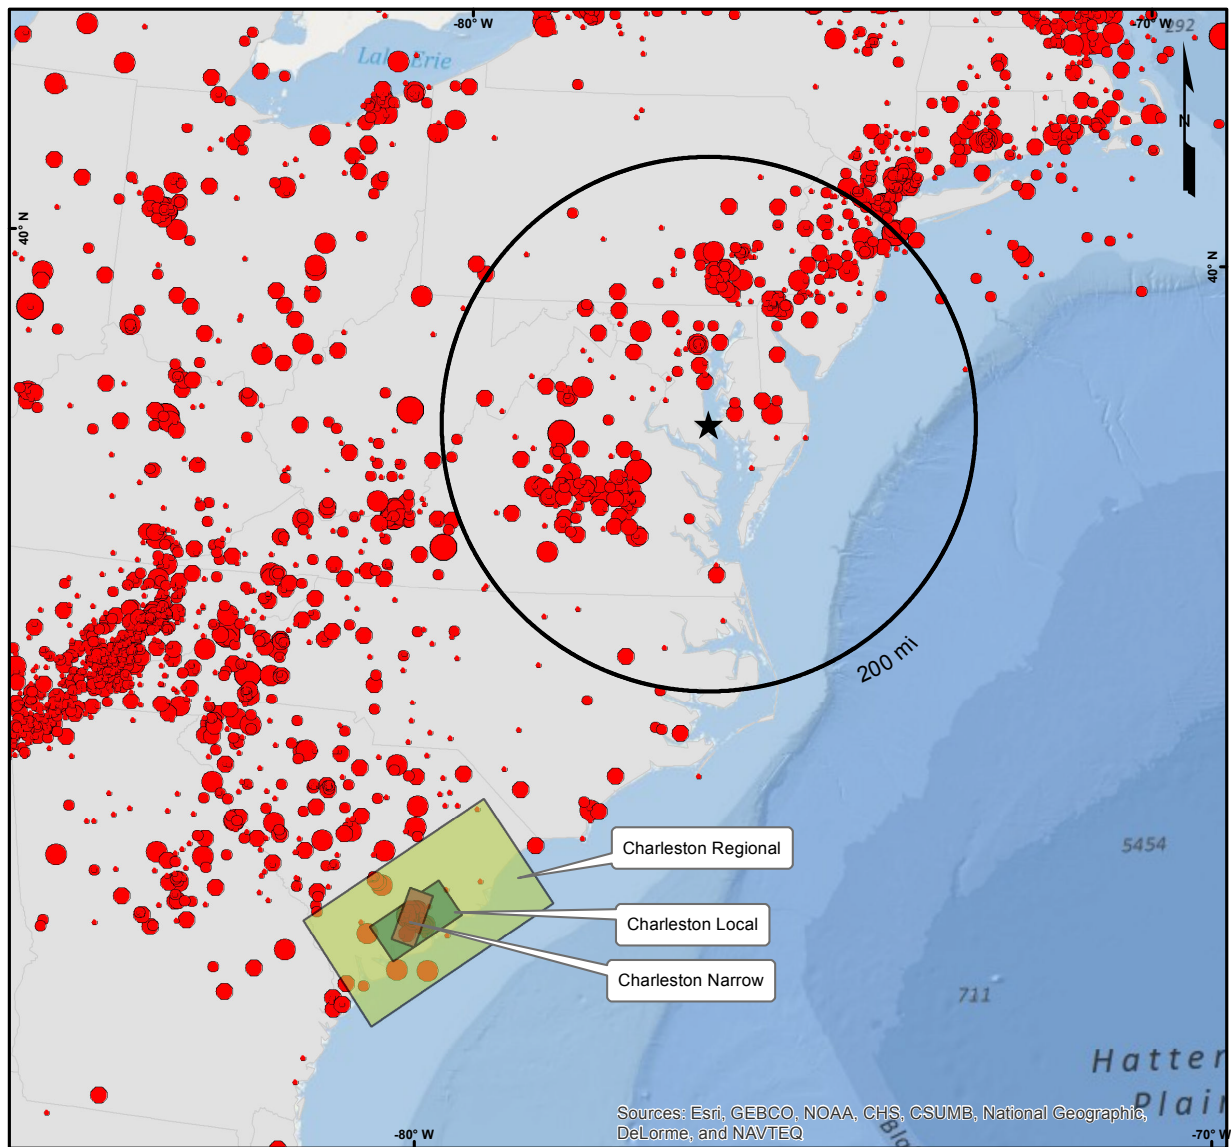 -80° W
-70° W
292
Lake Erie
N
40° N
40° N
200 mi
Charleston Regional
5454
Charleston Local
Charleston Narrow
711
Hatter
Plain
Sources: Esri, GEBCO, NOAA, CHS, CSUMB, National Geographic,
DeLorme, and NAVTEQ
Bla
-80° W
-70° W